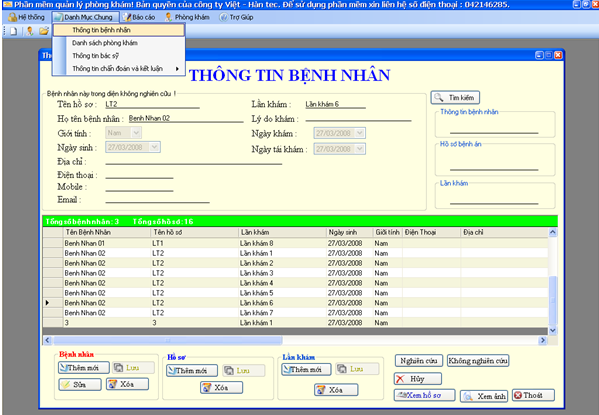 Phần mềm quản lý phòng khám! Bản quyền của công ty Việt - Hàn tec. Để sử dụng phần mềm xin liên hệ số điện thoại : 042146285.
Hệ thống Danh Mục Chung Báo cáo Phòng khám Trợ Giúp
Thông tin bệnh nhân
Danh sách phòng khám
Thông tin bác sỹ
Thông tin chẩn đoán và kết luận
THÔNG TIN BỆNH NHÂN
Bệnh nhân này trong diện không nghiên cứu !
Tên hồ sơ : LT2 Lần khám : Lần khám 6
Họ tên bệnh nhân : Benh Nhan 02 Lý do khám :
Giới tính : Nam Ngày khám : 27/03/2008
Ngày sinh : 27/03/2008 Ngày tái khám : 27/03/2008
Địa chỉ :
Điện thoại :
Mobile :
Email :
Tìm kiếm
Thông tin bệnh nhân
Hồ sơ bệnh án
Lần khám
Tổng số bệnh nhân: 3 Tổng số hồ sơ: 16
Tên Bệnh Nhân Tên hồ sơ Lần khám Ngày sinh Giới tính Điện Thoại Địa chỉ
Benh Nhan 01 LT1 Lần khám 8 27/03/2008 Nam
Benh Nhan 02 LT2 Lần khám 1 27/03/2008 Nam
Benh Nhan 02 LT2 Lần khám 2 27/03/2008 Nam
Benh Nhan 02 LT2 Lần khám 3 27/03/2008 Nam
Benh Nhan 02 LT2 Lần khám 4 27/03/2008 Nam
Benh Nhan 02 LT2 Lần khám 5 27/03/2008 Nam
Benh Nhan 02 LT2 Lần khám 6 27/03/2008 Nam
Benh Nhan 02 LT2 Lần khám 7 27/03/2008 Nam
3 3 Lần khám 1 27/03/2008 Nam
Bệnh nhân
Thêm mới Lưu
Sửa Xóa
Hồ sơ
Thêm mới Lưu
Xóa
Lần khám
Thêm mới Lưu
Xóa
Nghiên cứu Không nghiên cứu
Hủy
Xem hồ sơ Xem ảnh Thoát